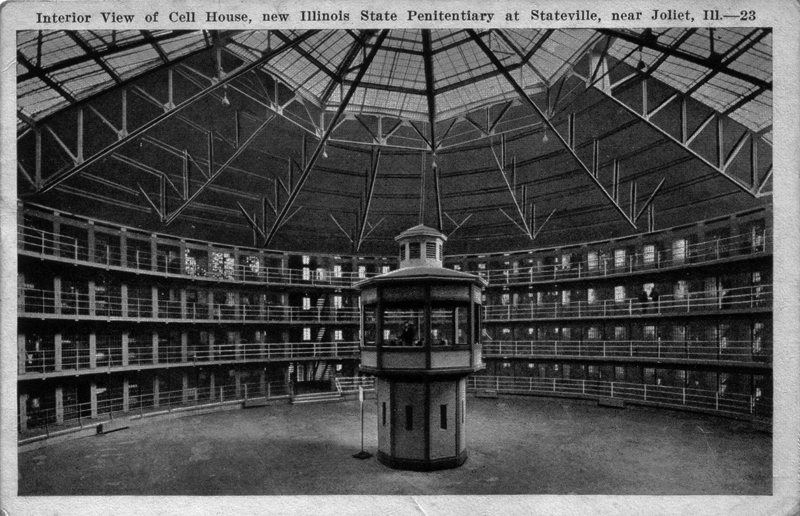 Interior View of Cell House, new Illinois State Penitentiary at Stateville, near Joliet, Ill.—23